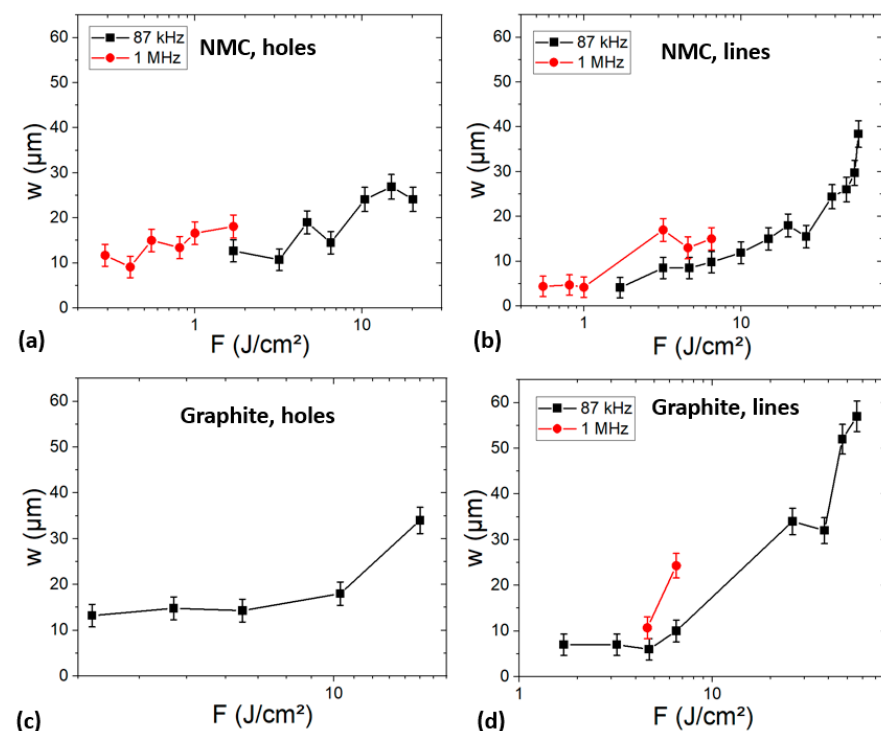 60
50
40
30
20
10
0
w (µm)
87 kHz
1 MHz
NMC, holes
1
10
F (J/cm²)
(a)
60
50
40
30
20
10
0
w (µm)
87 kHz
1 MHz
NMC, lines
1
10
F (J/cm²)
(b)
60
50
40
30
20
10
0
w (µm)
Graphite, holes
10
F (J/cm²)
(c)
60
50
40
30
20
10
0
w (µm)
87 kHz
1 MHz
Graphite, lines
1
10
F (J/cm²)
(d)